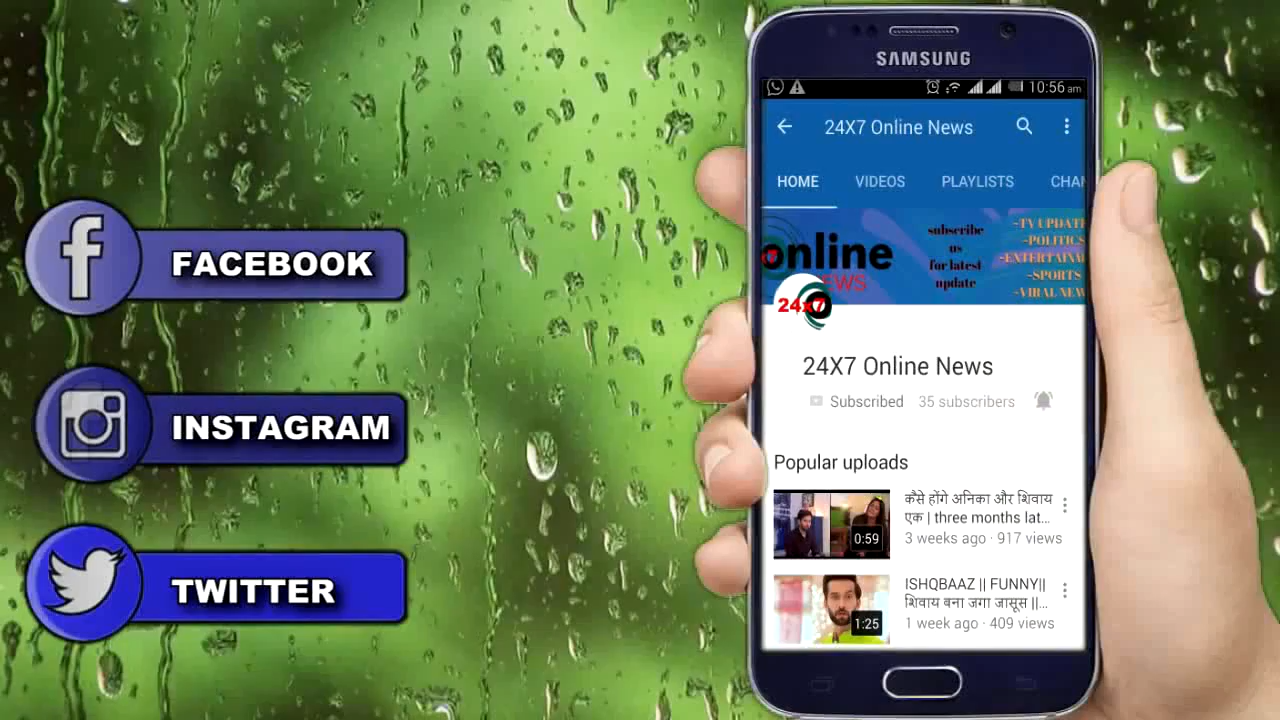 FACEBOOK
INSTAGRAM
TWITTER
SAMSUNG
10:56 am
24X7 Online News
HOME VIDEOS PLAYLISTS CHAN
online
NEWS
24x7
subscribe
us
for latest
update
~TV UPDATE
~POLITICS
~ENTERTAINM
~SPORTS
~VIRAL NEW
24X7 Online News
Subscribed 35 subscribers
Popular uploads
कैसे होंगे अनिका और शिवाय
एक | three months lat...
3 weeks ago · 917 views
0:59
ISHQBAAZ || FUNNY||
शिवाय बना जगा जासूस ||...
1 week ago · 409 views
1:25